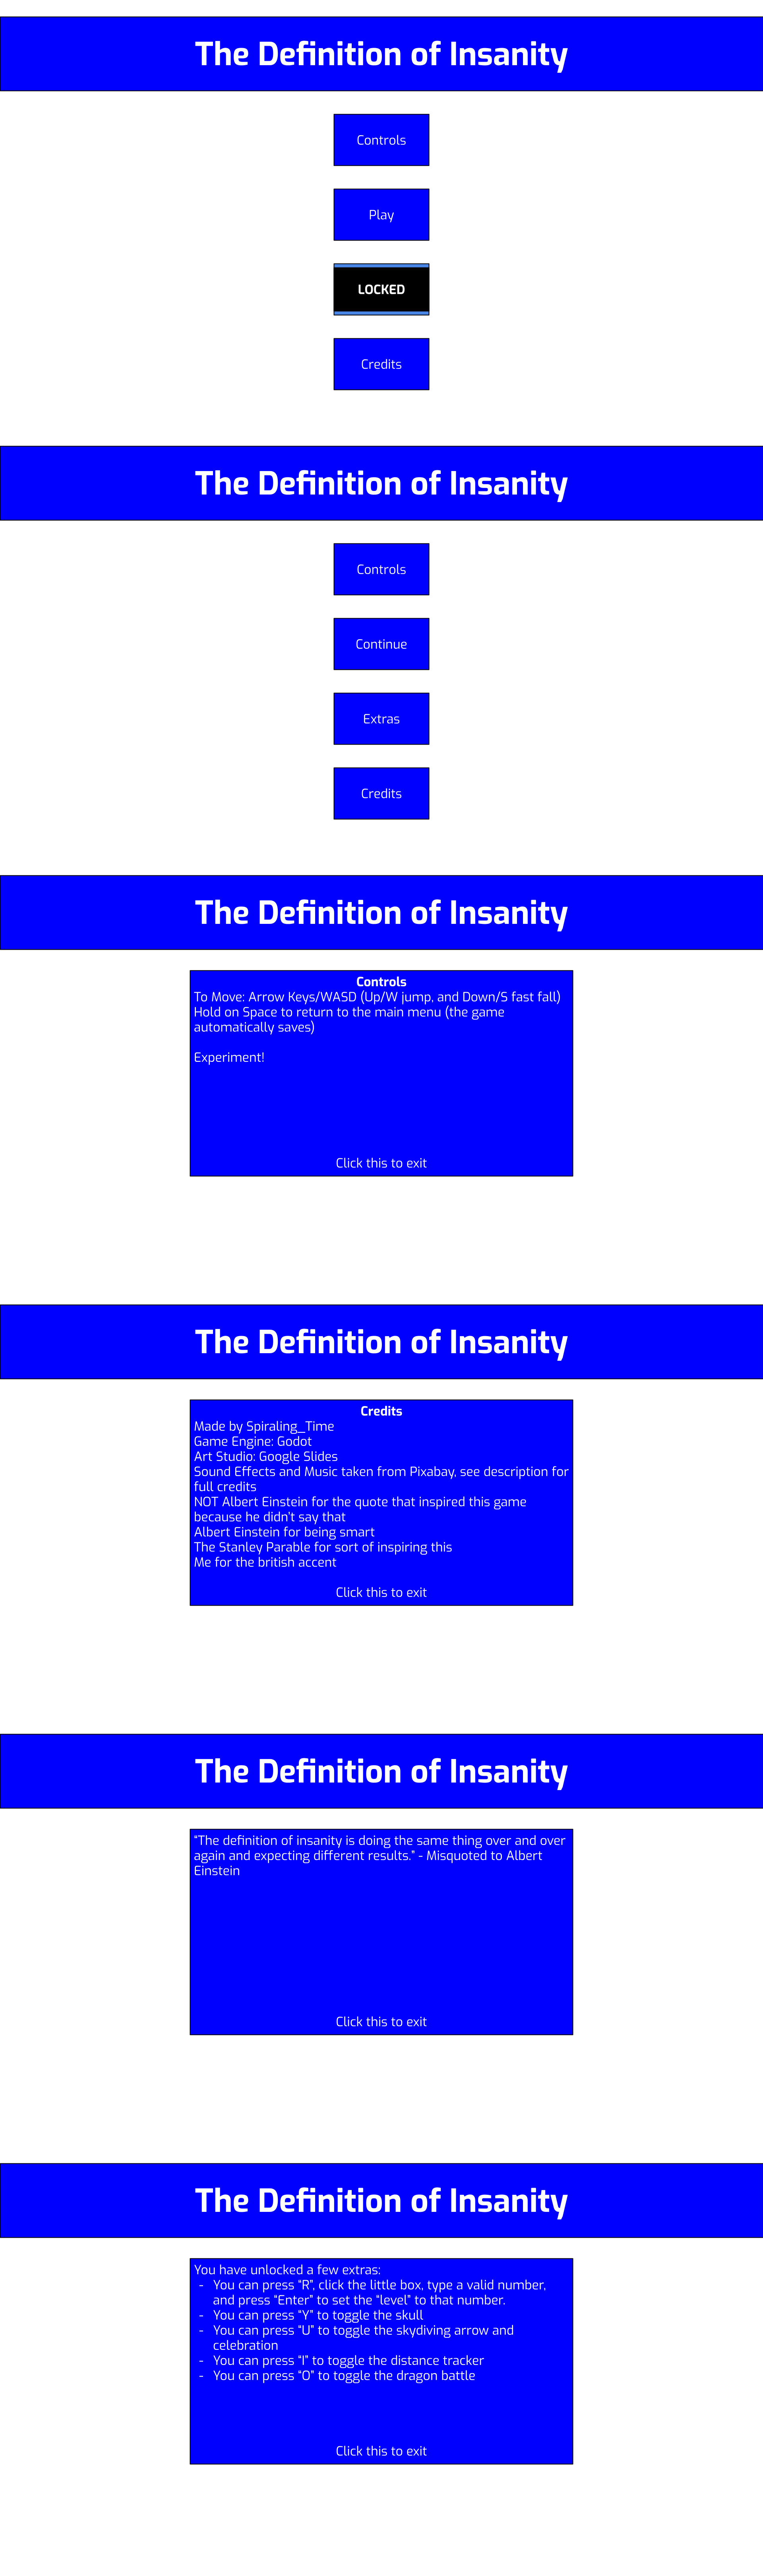 The Definition of Insanity
Controls
Play
LOCKED
Credits
The Definition of Insanity
Controls
Continue
Extras
Credits
The Definition of Insanity
Controls
To Move: Arrow Keys/WASD (Up/W jump, and Down/S fast fall)
Hold on Space to return to the main menu (the game
automatically saves)
Experiment!
Click this to exit
The Definition of Insanity
Credits
Made by Spiraling_Time
Game Engine: Godot
Art Studio: Google Slides
Sound Effects and Music taken from Pixabay, see description for
full credits
NOT Albert Einstein for the quote that inspired this game
because he didn't say that
Albert Einstein for being smart
The Stanley Parable for sort of inspiring this
Me for the british accent
Click this to exit
The Definition of Insanity
“The definition of insanity is doing the same thing over and over
again and expecting different results.” - Misquoted to Albert
Einstein
Click this to exit
The Definition of Insanity
You have unlocked a few extras:
- You can press “R”, click the little box, type a valid number,
and press “Enter” to set the “level” to that number.
- You can press “Y” to toggle the skull
- You can press “U” to toggle the skydiving arrow and
celebration
- You can press “I” to toggle the distance tracker
- You can press “O” to toggle the dragon battle
Click this to exit